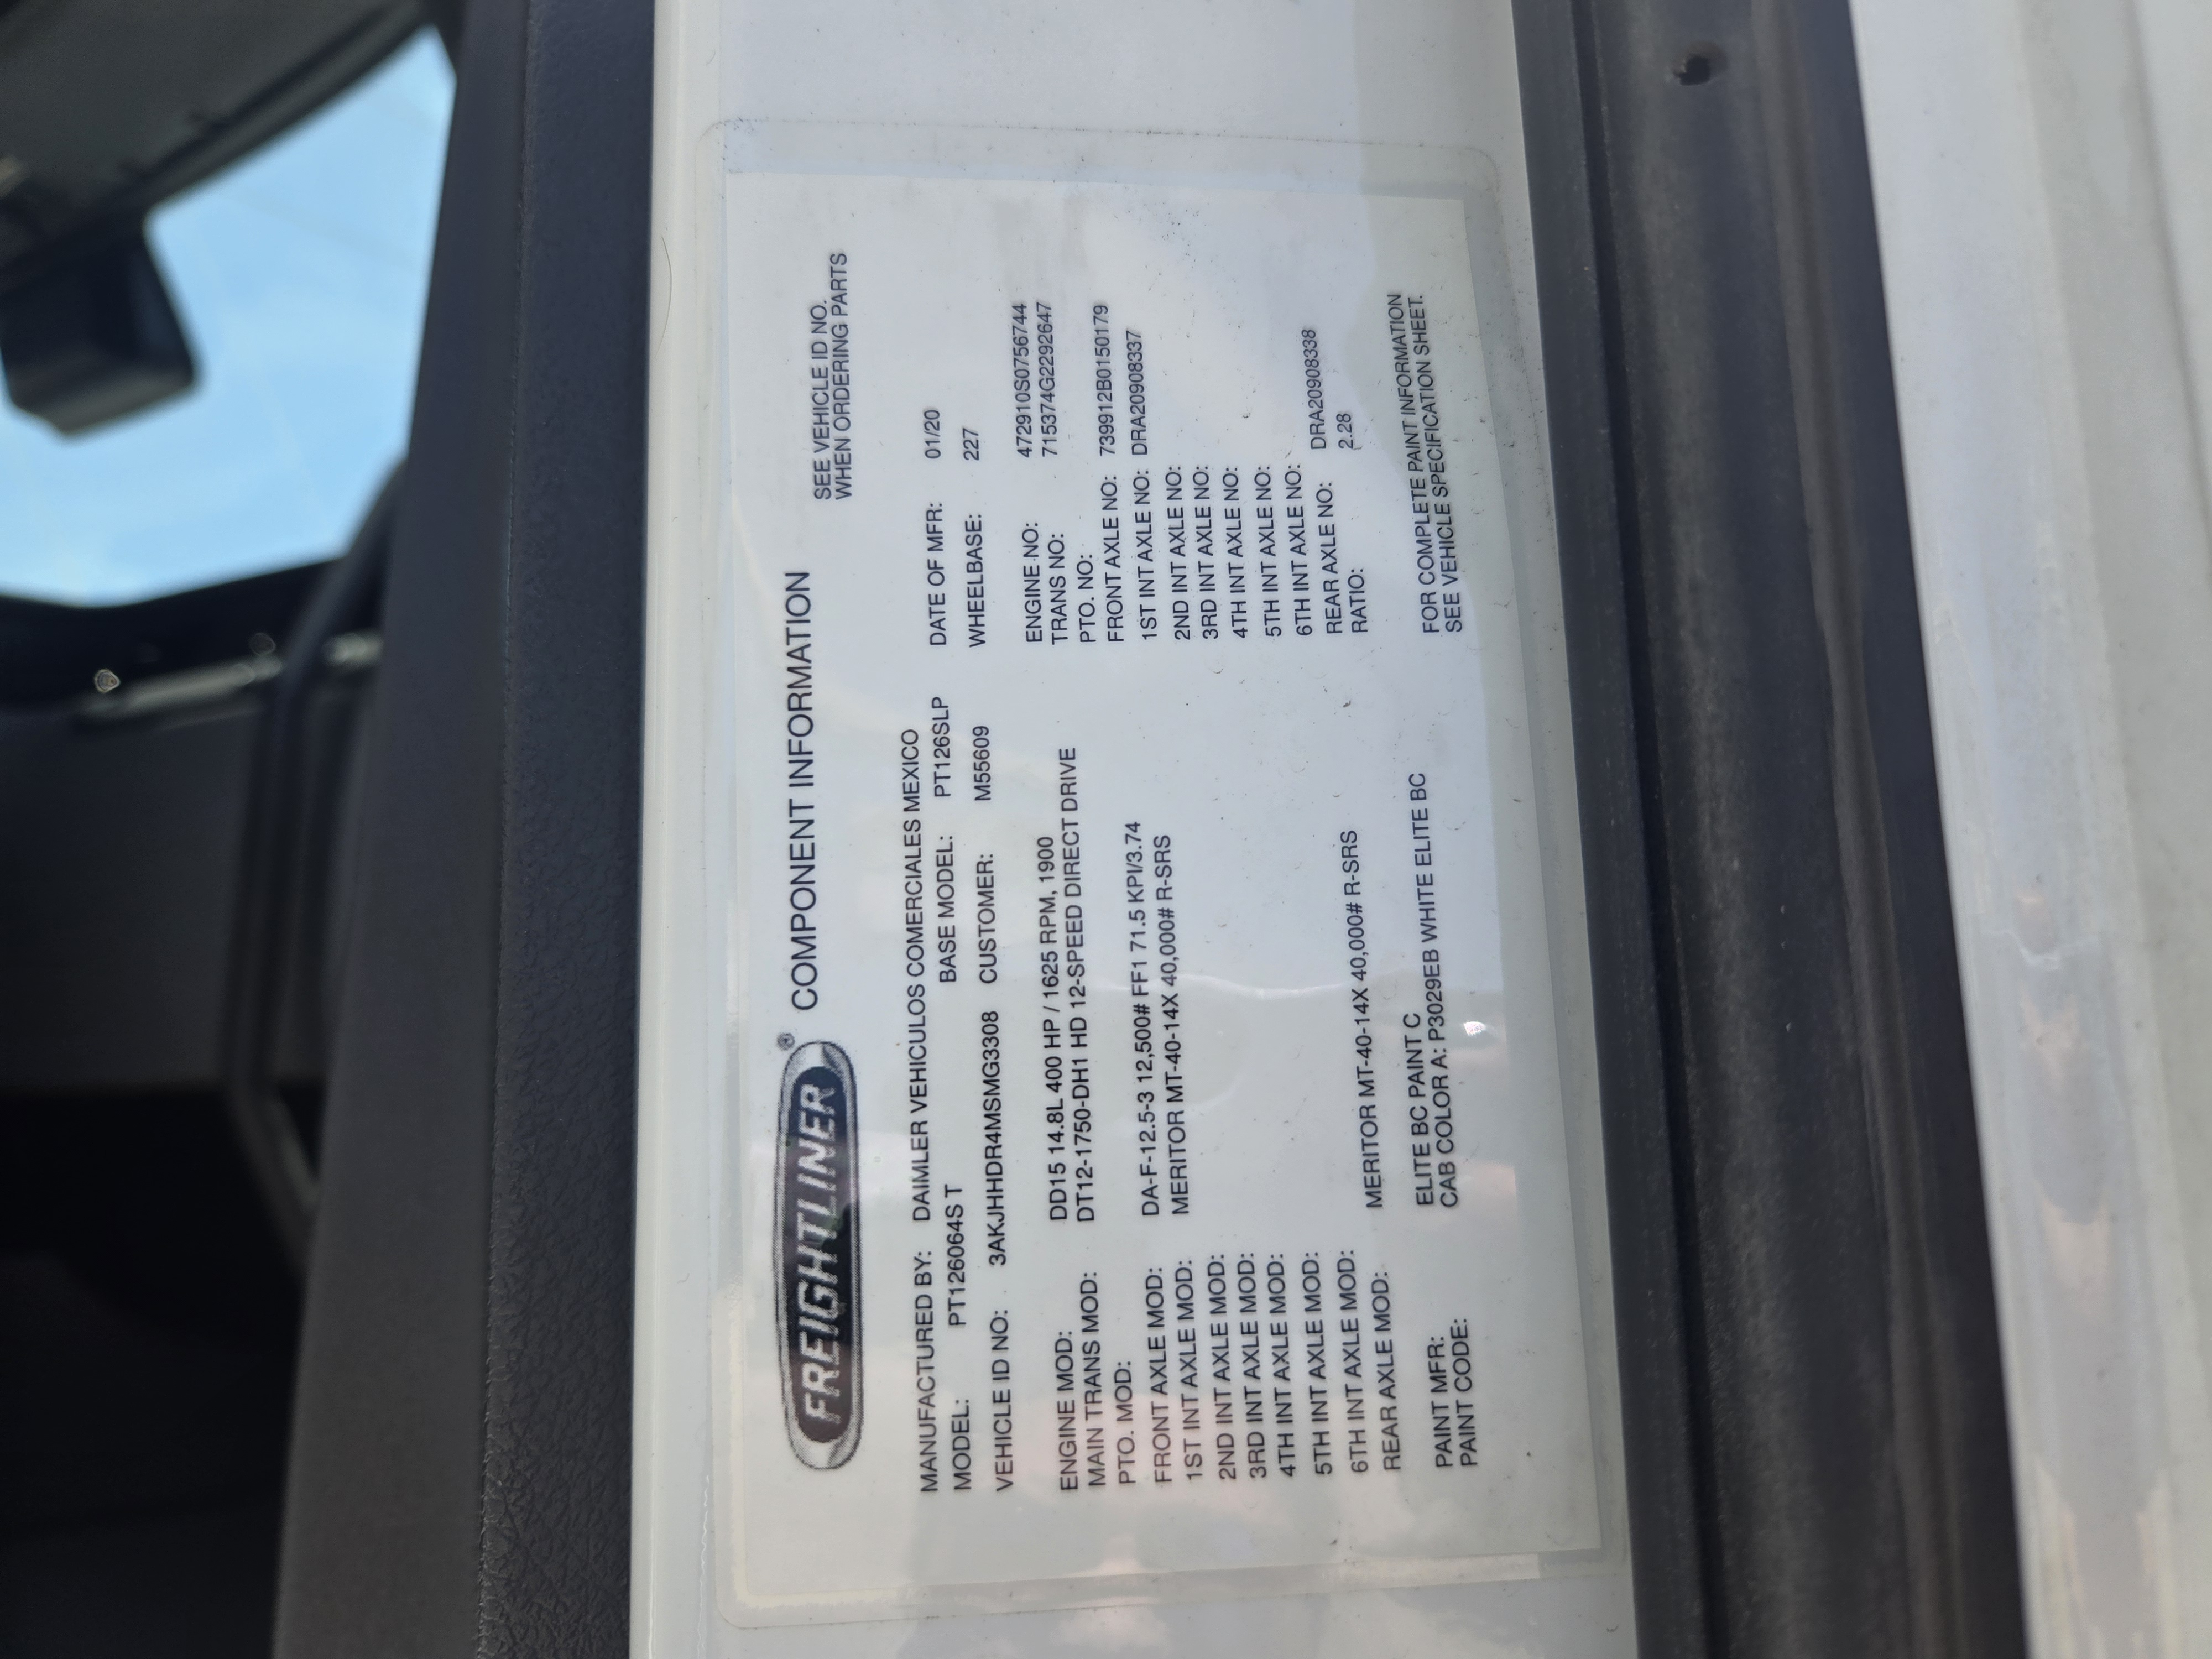 FREIGHTLINER® COMPONENT INFORMATION
SEE VEHICLE ID NO.
WHEN ORDERING PARTS
MANUFACTURED BY: DAIMLER VEHICULOS COMERCIALES MEXICO DATE OF MFR: 01/20
MODEL: PT126064S T BASE MODEL: PT126SLP WHEELBASE: 227
VEHICLE ID NO: 3AKJHHDR4MSMG3308 CUSTOMER: M55609
ENGINE MOD: DD15 14.8L 400 HP / 1625 RPM, 1900 ENGINE NO: 472910S0756744
MAIN TRANS MOD: DT12-1750-DH1 HD 12-SPEED DIRECT DRIVE TRANS NO: 715374G2292647
PTO. MOD: PTO. NO:
FRONT AXLE MOD: DA-F-12.5-3 12,500# FF1 71.5 KPI/3.74 FRONT AXLE NO: 739912B0150179
1ST INT AXLE MOD: MERITOR MT-40-14X 40,000# R-SRS 1ST INT AXLE NO: DRA20908337
2ND INT AXLE MOD: 2ND INT AXLE NO:
3RD INT AXLE MOD: 3RD INT AXLE NO:
4TH INT AXLE MOD: 4TH INT AXLE NO:
5TH INT AXLE MOD: 5TH INT AXLE NO:
6TH INT AXLE MOD: 6TH INT AXLE NO:
REAR AXLE MOD: MERITOR MT-40-14X 40,000# R-SRS REAR AXLE NO: DRA20908338
RATIO: 2.28
PAINT MFR: ELITE BC PAINT C FOR COMPLETE PAINT INFORMATION
PAINT CODE: CAB COLOR A: P3029EB WHITE ELITE BC SEE VEHICLE SPECIFICATION SHEET.